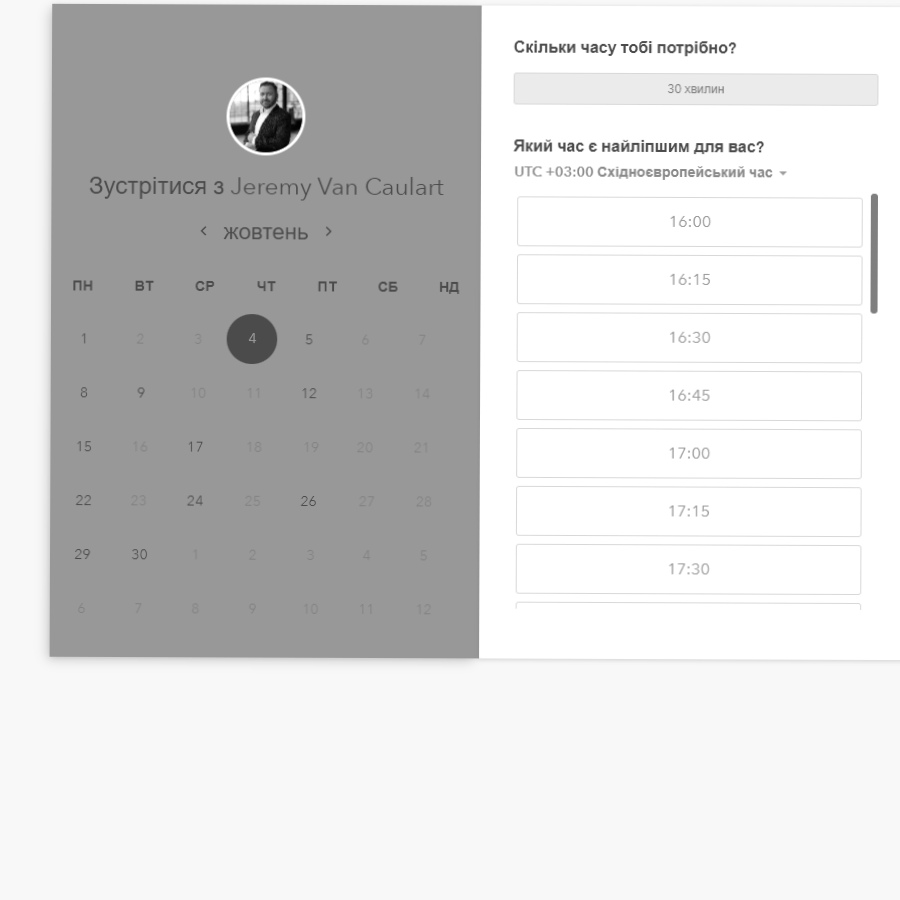 Зустрітися з Jeremy Van Caulart
жовтень
ПН ВТ СР ЧТ ПТ СБ НД
1 2 3 4 5 6 7
8 9 10 11 12 13 14
15 16 17 18 19 20 21
22 23 24 25 26 27 28
29 30 1 2 3 4 5
6 7 8 9 10 11 12
Скільки часу тобі потрібно?
30 хвилин
Який час є найліпшим для вас?
UTC +03:00 Східноєвропейський час
16:00
16:15
16:30
16:45
17:00
17:15
17:30